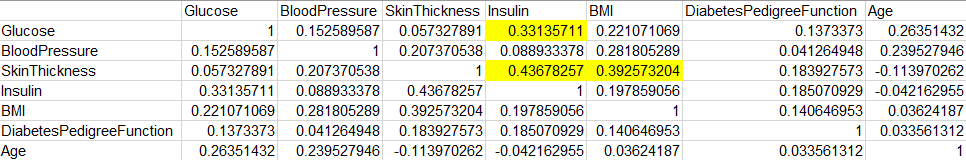 Glucose BloodPressure SkinThickness Insulin BMI DiabetesPedigreeFunction Age
Glucose 1 0.152589587 0.057327891 0.33135711 0.221071069 0.1373373 0.26351432
BloodPressure 0.152589587 1 0.207370538 0.088933378 0.281805289 0.041264948 0.239527946
SkinThickness 0.057327891 0.207370538 1 0.43678257 0.392573204 0.183927573 -0.113970262
Insulin 0.33135711 0.088933378 0.43678257 1 0.197859056 0.185070929 -0.042162955
BMI 0.221071069 0.281805289 0.392573204 0.197859056 1 0.140646953 0.03624187
DiabetesPedigreeFunction 0.1373373 0.041264948 0.183927573 0.185070929 0.140646953 1 0.033561312
Age 0.26351432 0.239527946 -0.113970262 -0.042162955 0.03624187 0.033561312 1